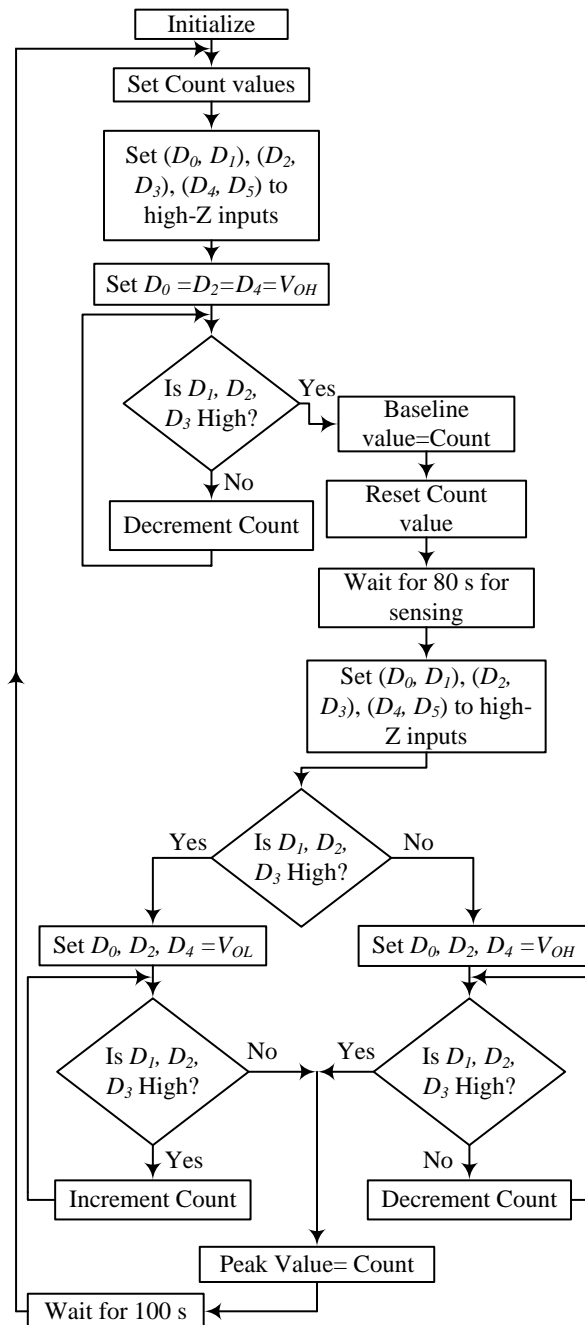 Initialize
Set Count values
Set (D0, D1), (D2,
D3), (D4, D5) to
high-Z inputs
Set D0 =D2=D4=VOH
Is D1, D2,
D3 High?
Yes
Baseline
value=Count
No
Decrement Count
Reset Count
value
Wait for 80 s for
sensing
Set (D0, D1), (D2,
D3), (D4, D5) to high-
Z inputs
Is D1, D2,
D3 High?
Yes
No
Set D0, D2, D4 =VOL
Set D0, D2, D4 =VOH
Is D1, D2,
D3 High?
No
Yes
Is D1, D2,
D3 High?
Yes
No
Increment Count
Decrement Count
Peak Value= Count
Wait for 100 s